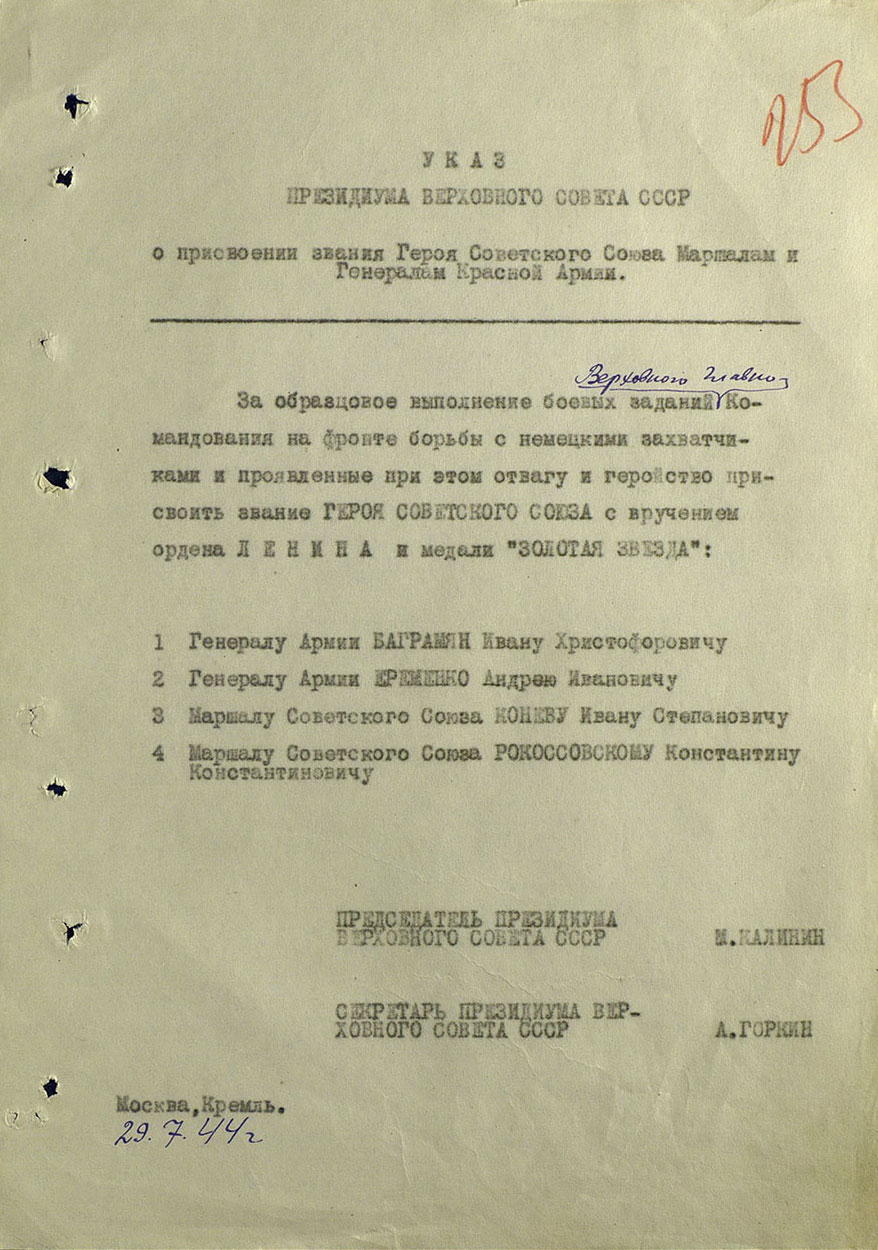 253
У К А З
ПРЕЗИДИУМА ВЕРХОВНОГО СОВЕТА СССР
о присвоении звания Героя Советского Союза Маршалам и
Генералам Красной Армии.
Верховного Главно-
За образцовое выполнение боевых заданий Ко-
мандования на фронте борьбы с немецкими захватчи-
ками и проявленные при этом отвагу и геройство при-
своить звание ГЕРОЯ СОВЕТСКОГО СОЮЗА с вручением
ордена Л Е Н И Н А и медали "ЗОЛОТАЯ ЗВЕЗДА":
1 Генералу Армии БАГРАМЯН Ивану Христофоровичу
2 Генералу Армии ЕРЕМЕНКО Андрею Ивановичу
3 Маршалу Советского Союза КОНЕВУ Ивану Степановичу
4 Маршалу Советского Союза РОКОССОВСКОМУ Константину
Константиновичу
ПРЕДСЕДАТЕЛЬ ПРЕЗИДИУМА
ВЕРХОВНОГО СОВЕТА СССР М.КАЛИНИН
СЕКРЕТАРЬ ПРЕЗИДИУМА ВЕР-
ХОВНОГО СОВЕТА СССР А.ГОРКИН
Москва,Кремль.
29.7.44г